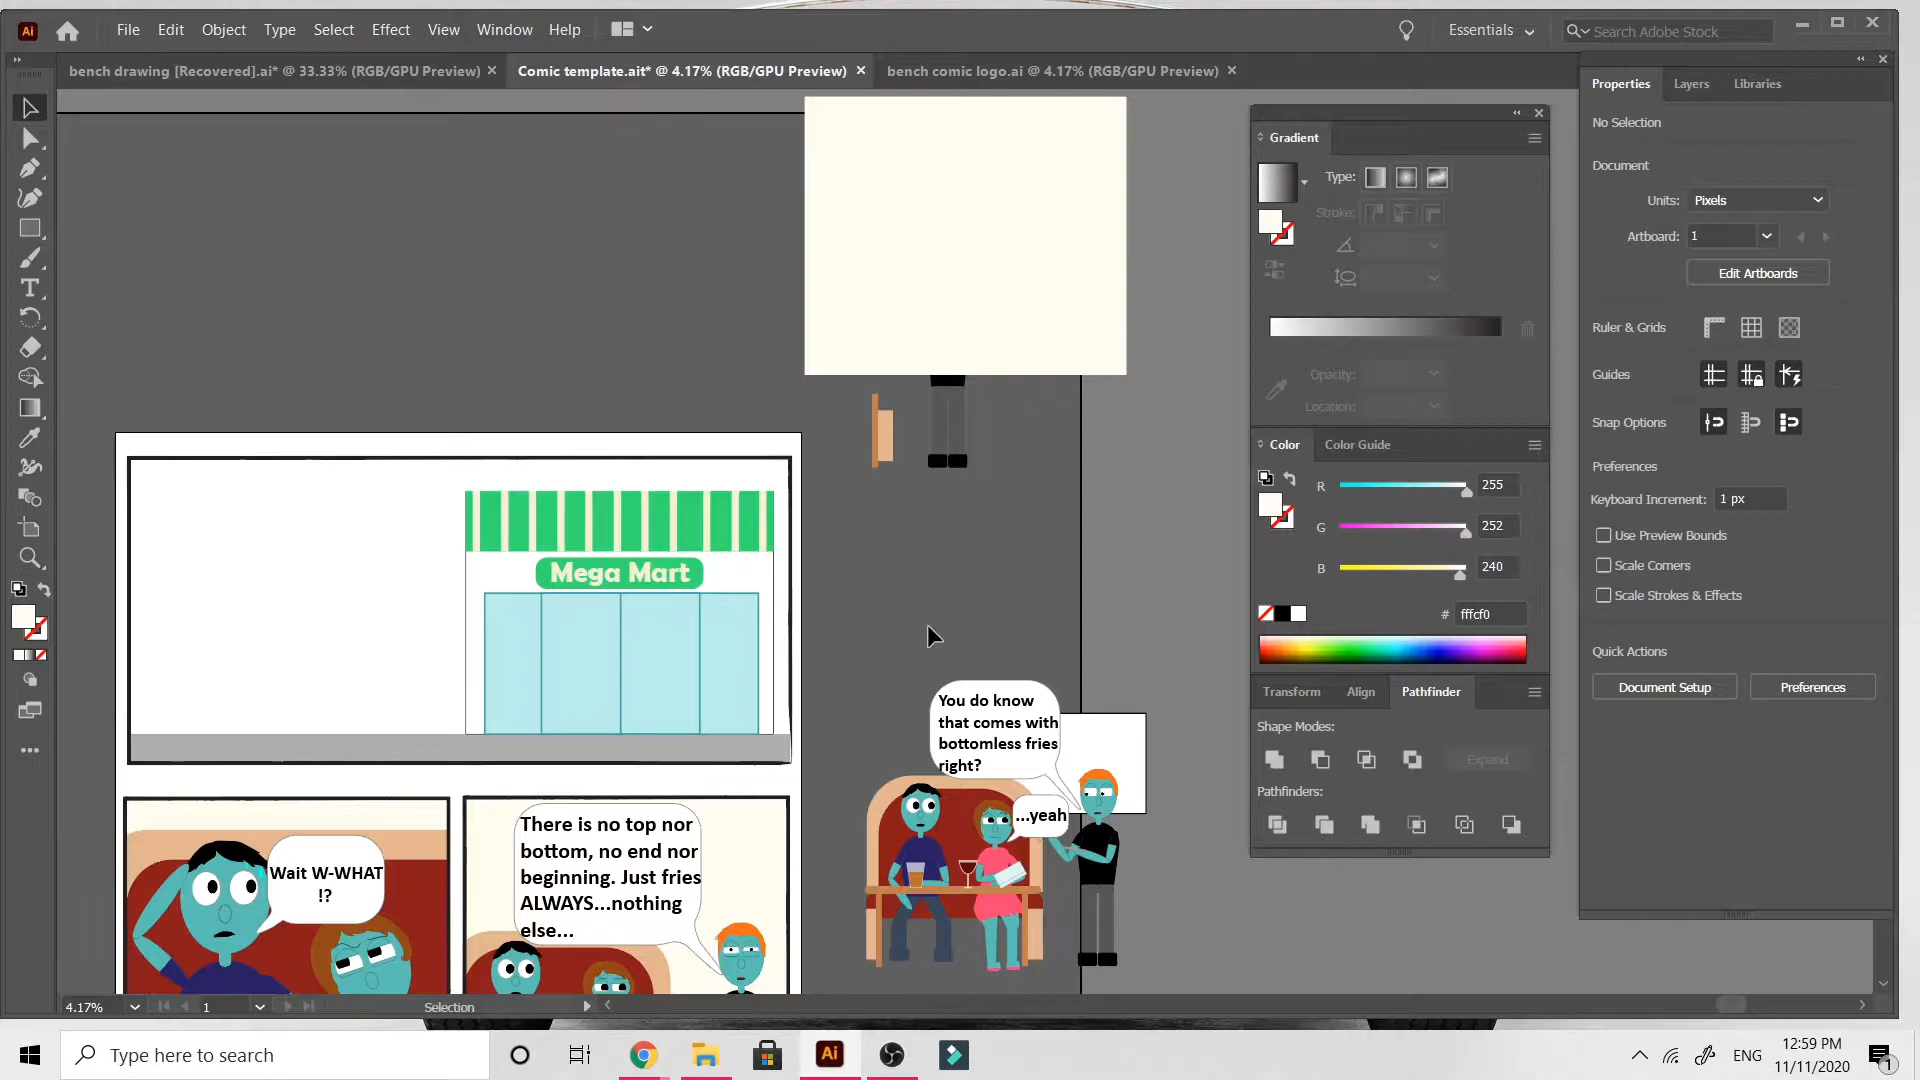 Ai File Edit Object Type Select Effect View Window Help Essentials Search Adobe Stock
bench drawing [Recovered].ai* @ 33.33% (RGB/GPU Preview) Comic template.ait* @ 4.17% (RGB/GPU Preview) bench comic logo.ai @ 4.17% (RGB/GPU Preview)
Properties Layers Libraries
No Selection
Document
Units: Pixels
Artboard: 1
Edit Artboards
Ruler & Grids
Guides
Snap Options
Preferences
Keyboard Increment: 1 px
Use Preview Bounds
Scale Corners
Scale Strokes & Effects
Quick Actions
Document Setup Preferences
Gradient
Type:
Stroke:
Opacity:
Location:
Color Color Guide
R 255
G 252
B 240
# fffcf0
Transform Align Pathfinder
Shape Modes:
Expand
Pathfinders:
Mega Mart
You do know
that comes with
bottomless fries
right?
...yeah
Wait W-WHAT
!?
There is no top nor
bottom, no end nor
beginning. Just fries
ALWAYS...nothing
else...
4.17% 1 Selection
Type here to search
Ai
ENG
12:59 PM
11/11/2020
1